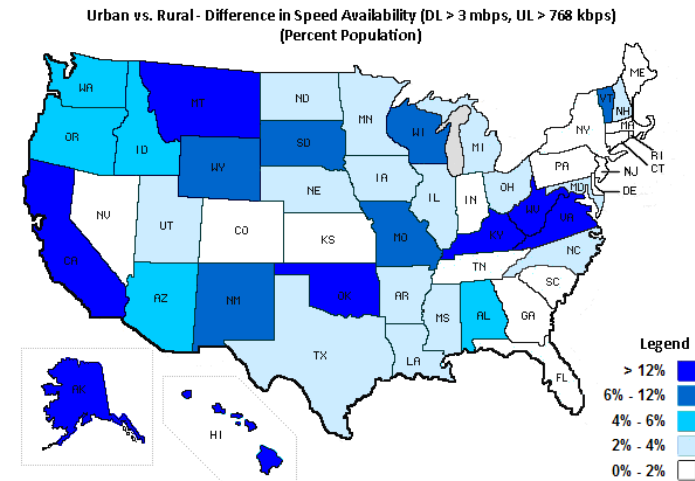 Urban vs. Rural - Difference in Speed Availability (DL > 3 mbps, UL > 768 kbps)
(Percent Population)
WA
MT
ND
MN
ME
VT
NH
OR
ID
WY
SD
WI
MI
NY
MA
RI
CT
NV
UT
CO
NE
IA
IL
IN
OH
PA
NJ
MD
DE
CA
KS
MO
KY
WV
VA
AZ
NM
OK
AR
TN
NC
SC
TX
LA
MS
AL
GA
FL
AK
HI
Legend
> 12%
6% - 12%
4% - 6%
2% - 4%
0% - 2%